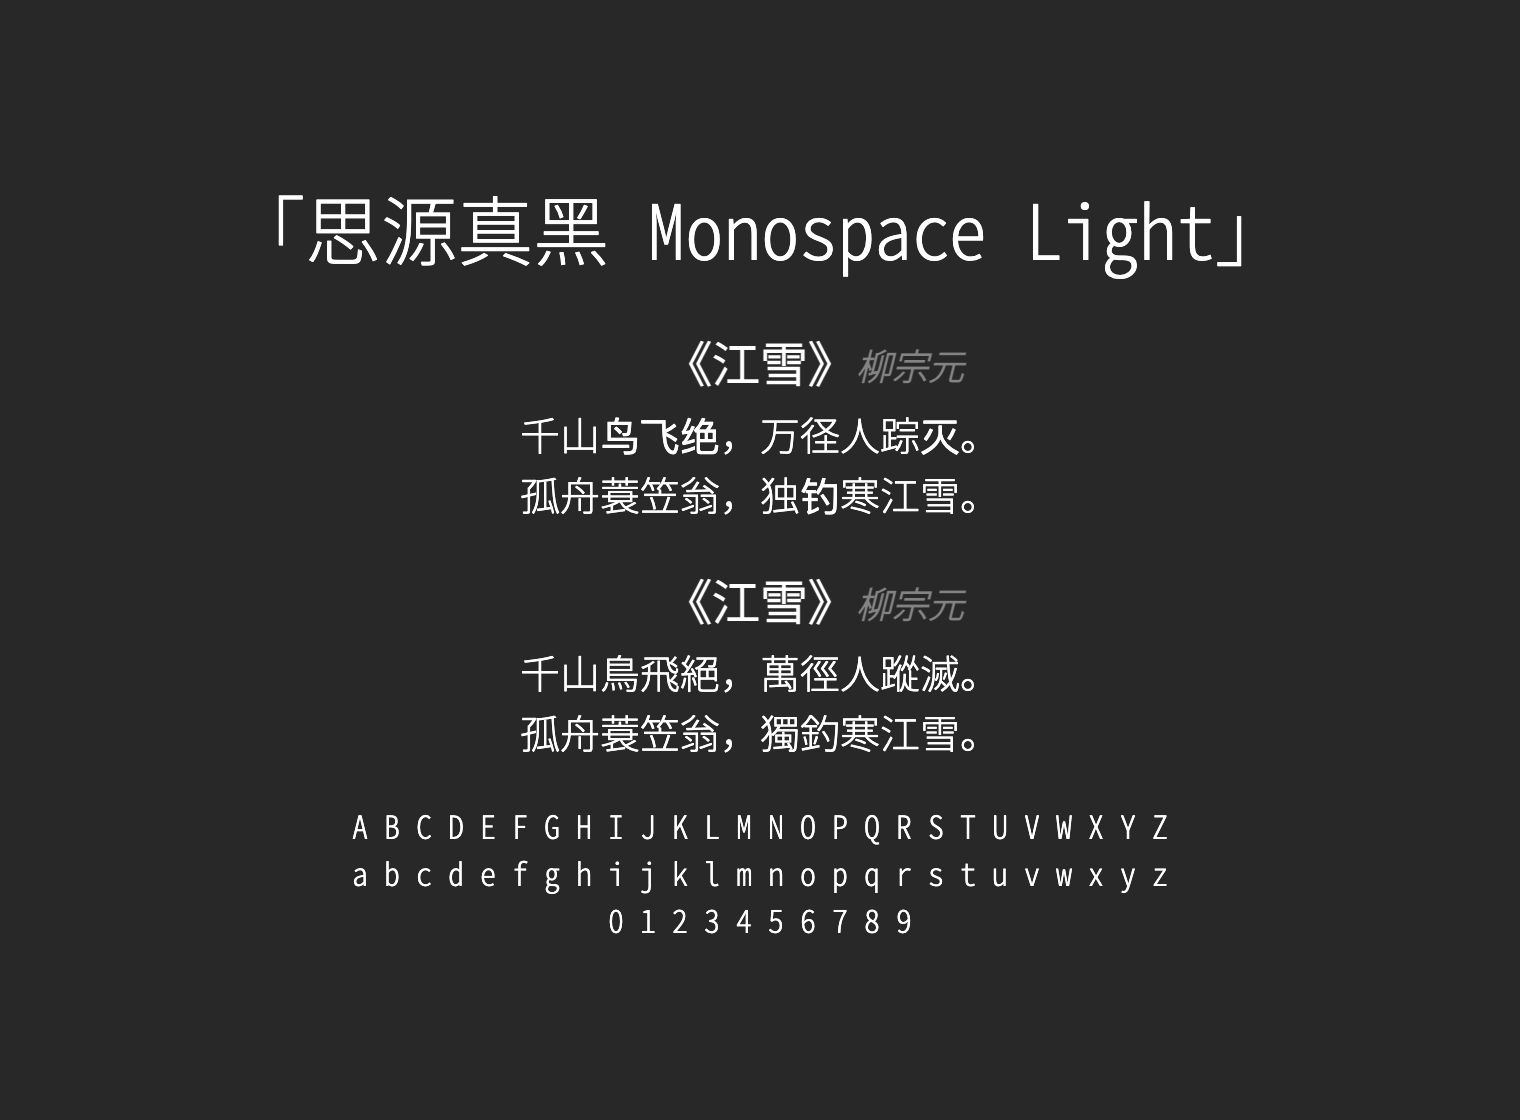 「思源真黑 Monospace Light」
《江雪》 柳宗元
千山鸟飞绝，万径人踪灭。
孤舟蓑笠翁，独钓寒江雪。
《江雪》 柳宗元
千山鳥飛絕，萬徑人蹤滅。
孤舟蓑笠翁，獨釣寒江雪。
A B C D E F G H I J K L M N O P Q R S T U V W X Y Z
a b c d e f g h i j k l m n o p q r s t u v w x y z
0 1 2 3 4 5 6 7 8 9